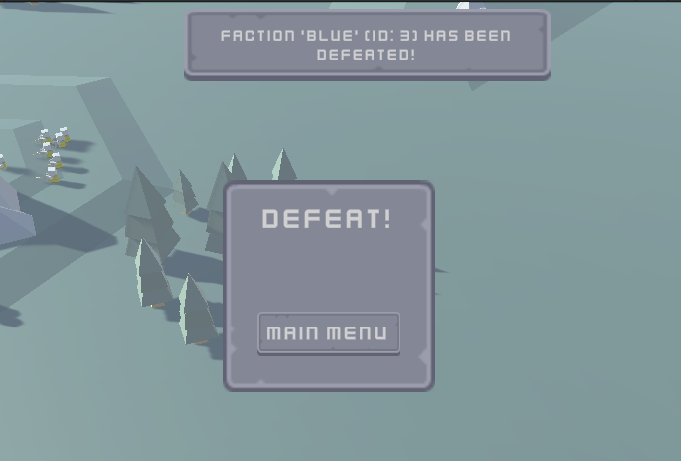 FACTION 'BLUE' (ID: 3) HAS BEEN
DEFEATED!
DEFEAT!
MAIN MENU